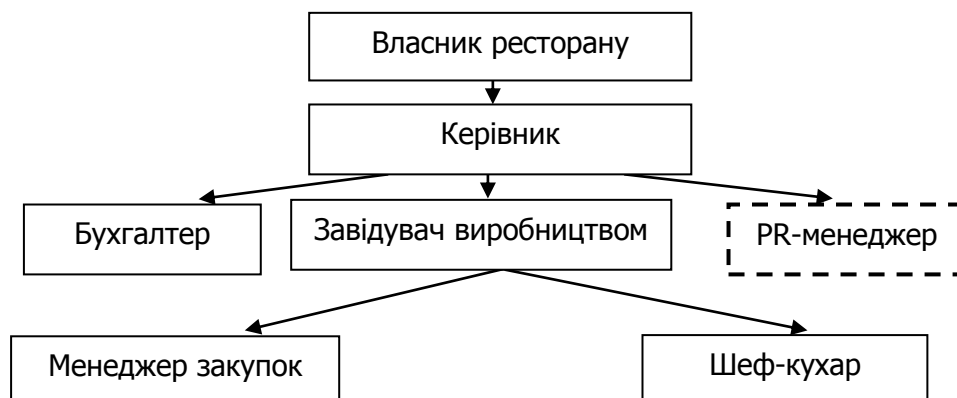 Власник ресторану
Керівник
Бухгалтер
Завідувач виробництвом
PR-менеджер
Менеджер закупок
Шеф-кухар